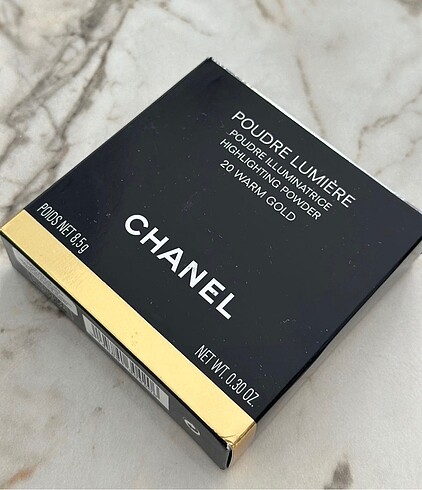 POUDRE LUMIÈRE
POUDRE ILLUMINATRICE
HIGHLIGHTING POWDER
20 WARM GOLD
CHANEL
POIDS NET 8.5 g
NET WT. 0.30 OZ.